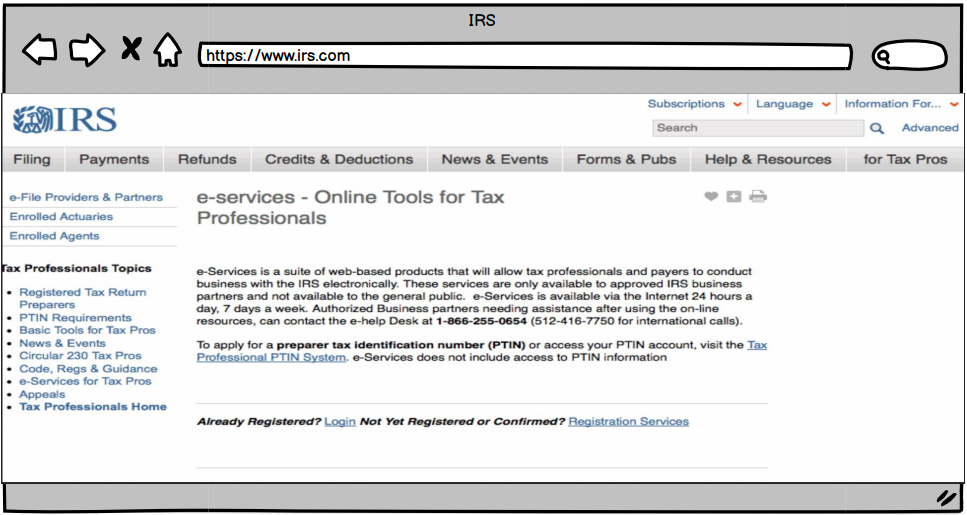 IRS
https://www.irs.com
IRS
Subscriptions Language Information For...
Search Advanced
Filing Payments Refunds Credits & Deductions News & Events Forms & Pubs Help & Resources for Tax Pros
e-File Providers & Partners
Enrolled Actuaries
Enrolled Agents
Tax Professionals Topics
• Registered Tax Return
Preparers
• PTIN Requirements
• Basic Tools for Tax Pros
• News & Events
• Circular 230 Tax Pros
• Code, Regs & Guidance
• e-Services for Tax Pros
• Appeals
• Tax Professionals Home
e-services - Online Tools for Tax
Professionals
e-Services is a suite of web-based products that will allow tax professionals and payers to conduct
business with the IRS electronically. These services are only available to approved IRS business
partners and not available to the general public. e-Services is available via the Internet 24 hours a
day, 7 days a week. Authorized Business partners needing assistance after using the on-line
resources, can contact the e-help Desk at 1-866-255-0654 (512-416-7750 for international calls).
To apply for a preparer tax identification number (PTIN) or access your PTIN account, visit the Tax
Professional PTIN System. e-Services does not include access to PTIN information
Already Registered? Login Not Yet Registered or Confirmed? Registration Services